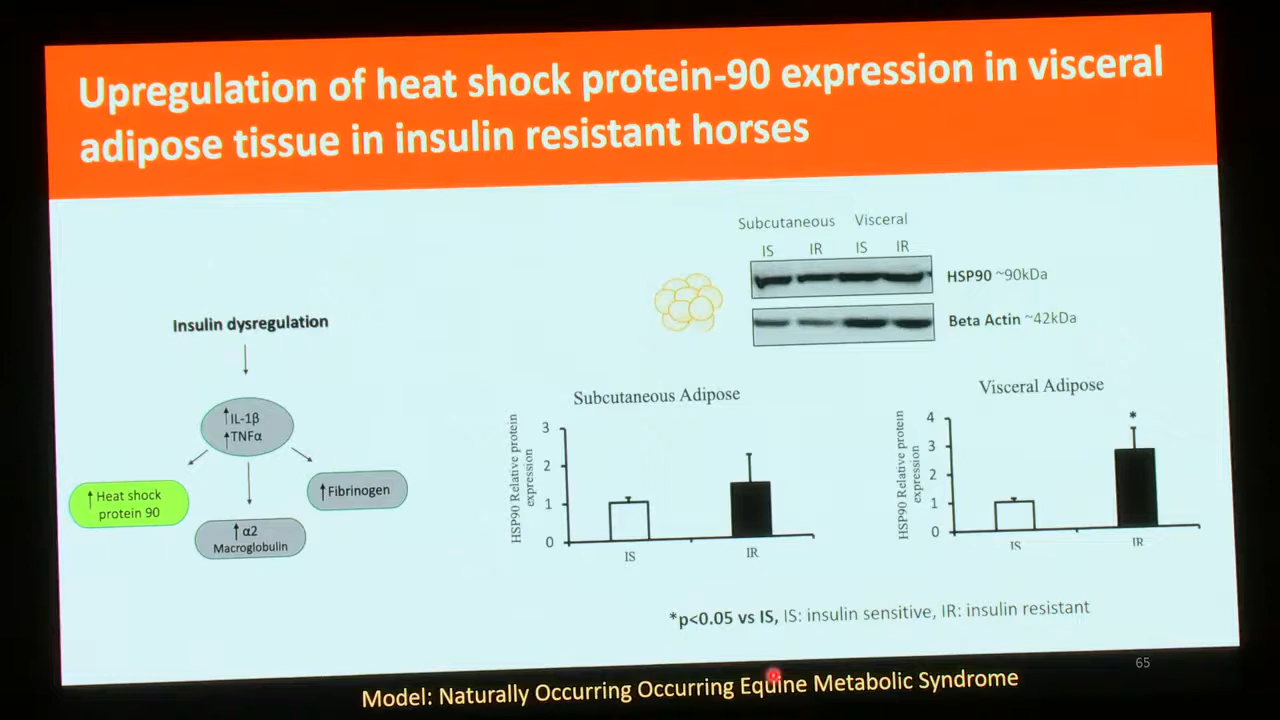 Upregulation of heat shock protein-90 expression in visceral
adipose tissue in insulin resistant horses
Insulin dysregulation
↑IL-1β
↑TNFα
↑Heat shock
protein 90
↑α2
Macroglobulin
↑Fibrinogen
Subcutaneous Visceral
IS IR IS IR
HSP90 ~90kDa
Beta Actin ~42kDa
Subcutaneous Adipose
HSP90 Relative protein
expression
3
2
1
0
IS IR
Visceral Adipose
HSP90 Relative protein
expression
4
3
2
1
0
*
IS IR
*p<0.05 vs IS, IS: insulin sensitive, IR: insulin resistant
65
Model: Naturally Occurring Occurring Equine Metabolic Syndrome